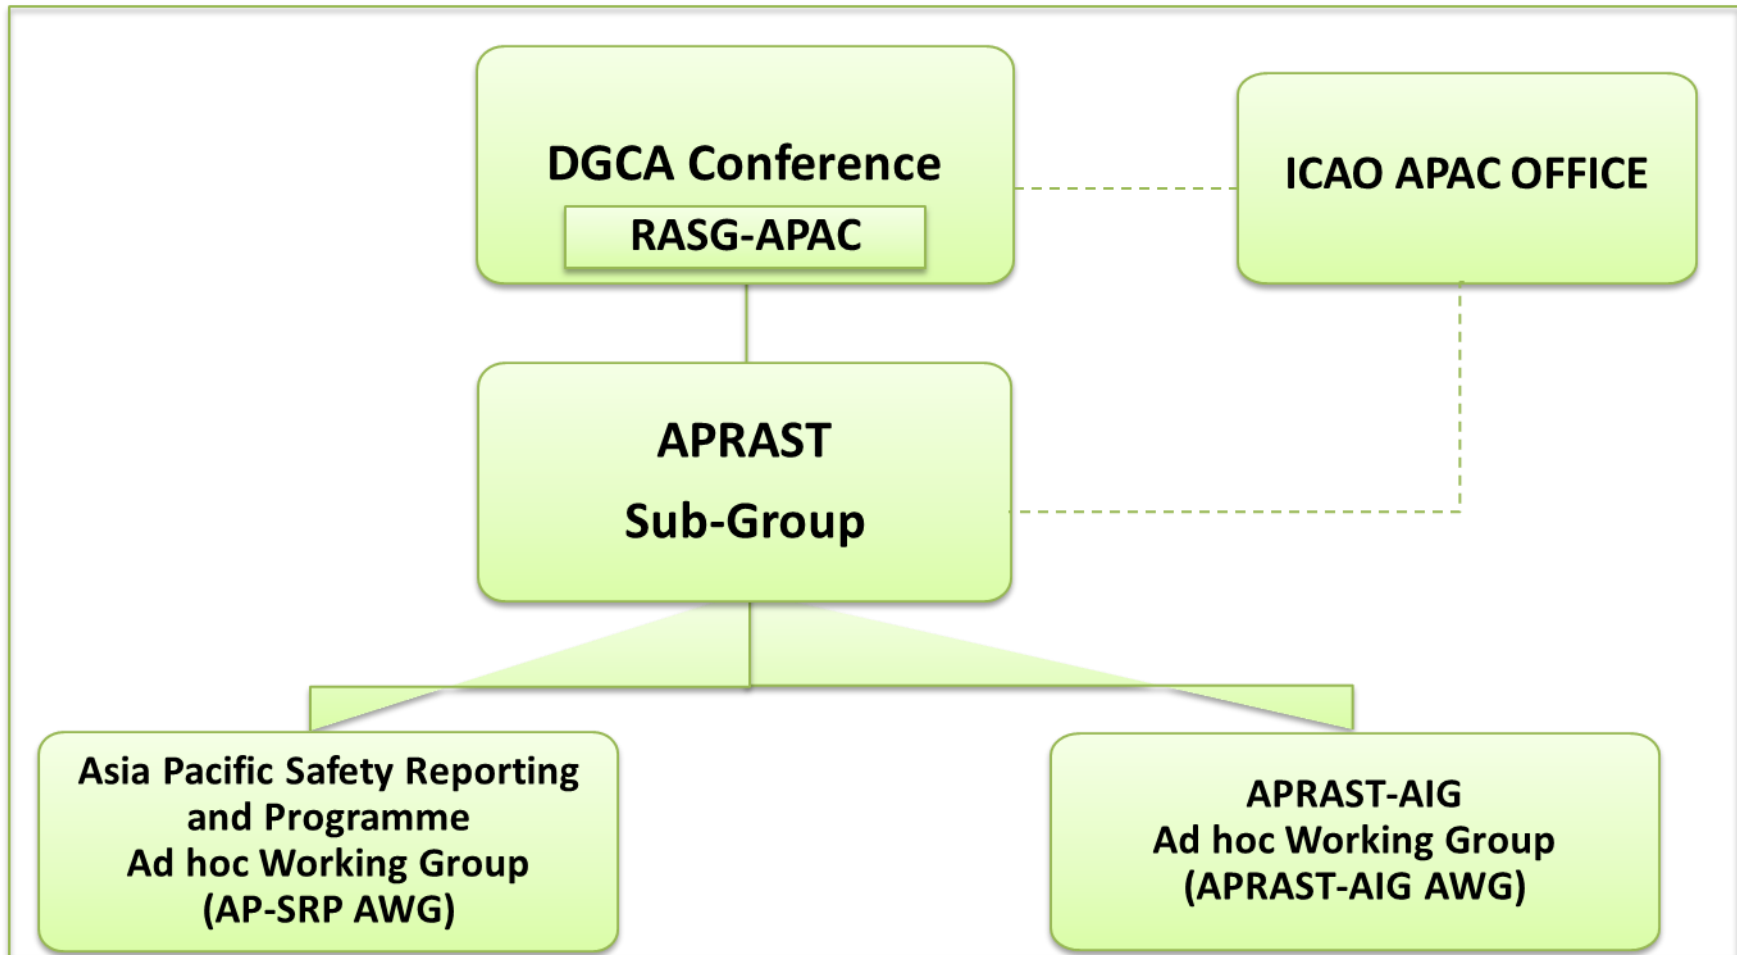 DGCA Conference
RASG-APAC
ICAO APAC OFFICE
APRAST
Sub-Group
Asia Pacific Safety Reporting
and Programme
Ad hoc Working Group
(AP-SRP AWG)
APRAST-AIG
Ad hoc Working Group
(APRAST-AIG AWG)